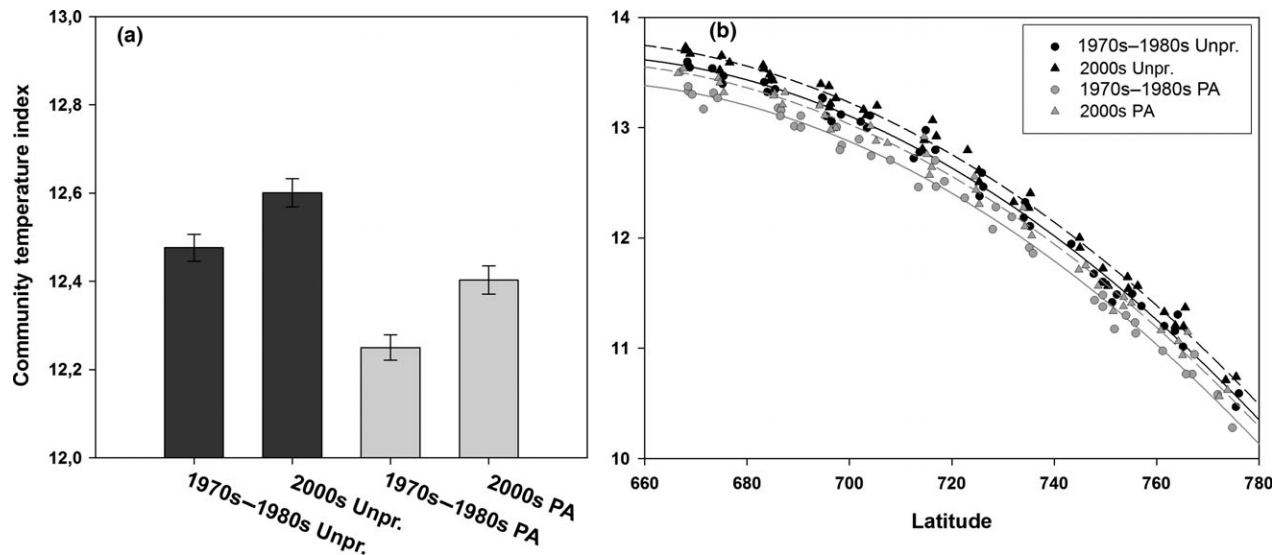 (a)
Community temperature index
13,0
12,8
12,6
12,4
12,2
12,0
1970s–1980s Unpr.
2000s Unpr.
1970s–1980s PA
2000s PA
(b)
14
13
12
11
10
660 680 700 720 740 760 780
Latitude
1970s–1980s Unpr.
2000s Unpr.
1970s–1980s PA
2000s PA